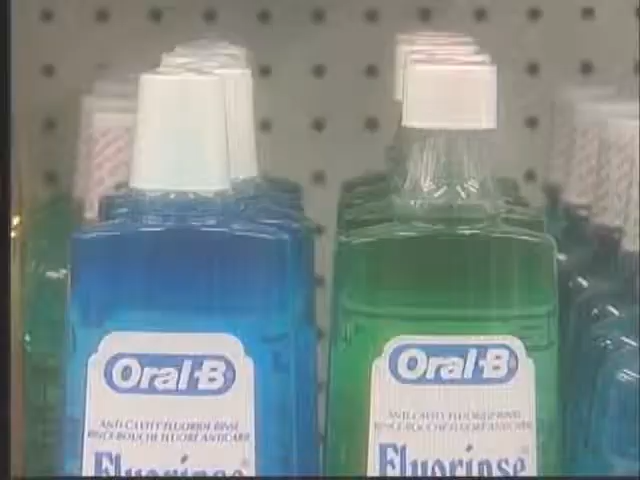 Oral-B
ANTI-CAVITY FLUORIDE RINSE
RINCE-BOUCHE FLUORÉ ANTICARIE
Fluorinse
Oral-B
ANTI-CAVITY FLUORIDE RINSE
RINCE-BOUCHE FLUORÉ ANTICARIE
Fluorinse